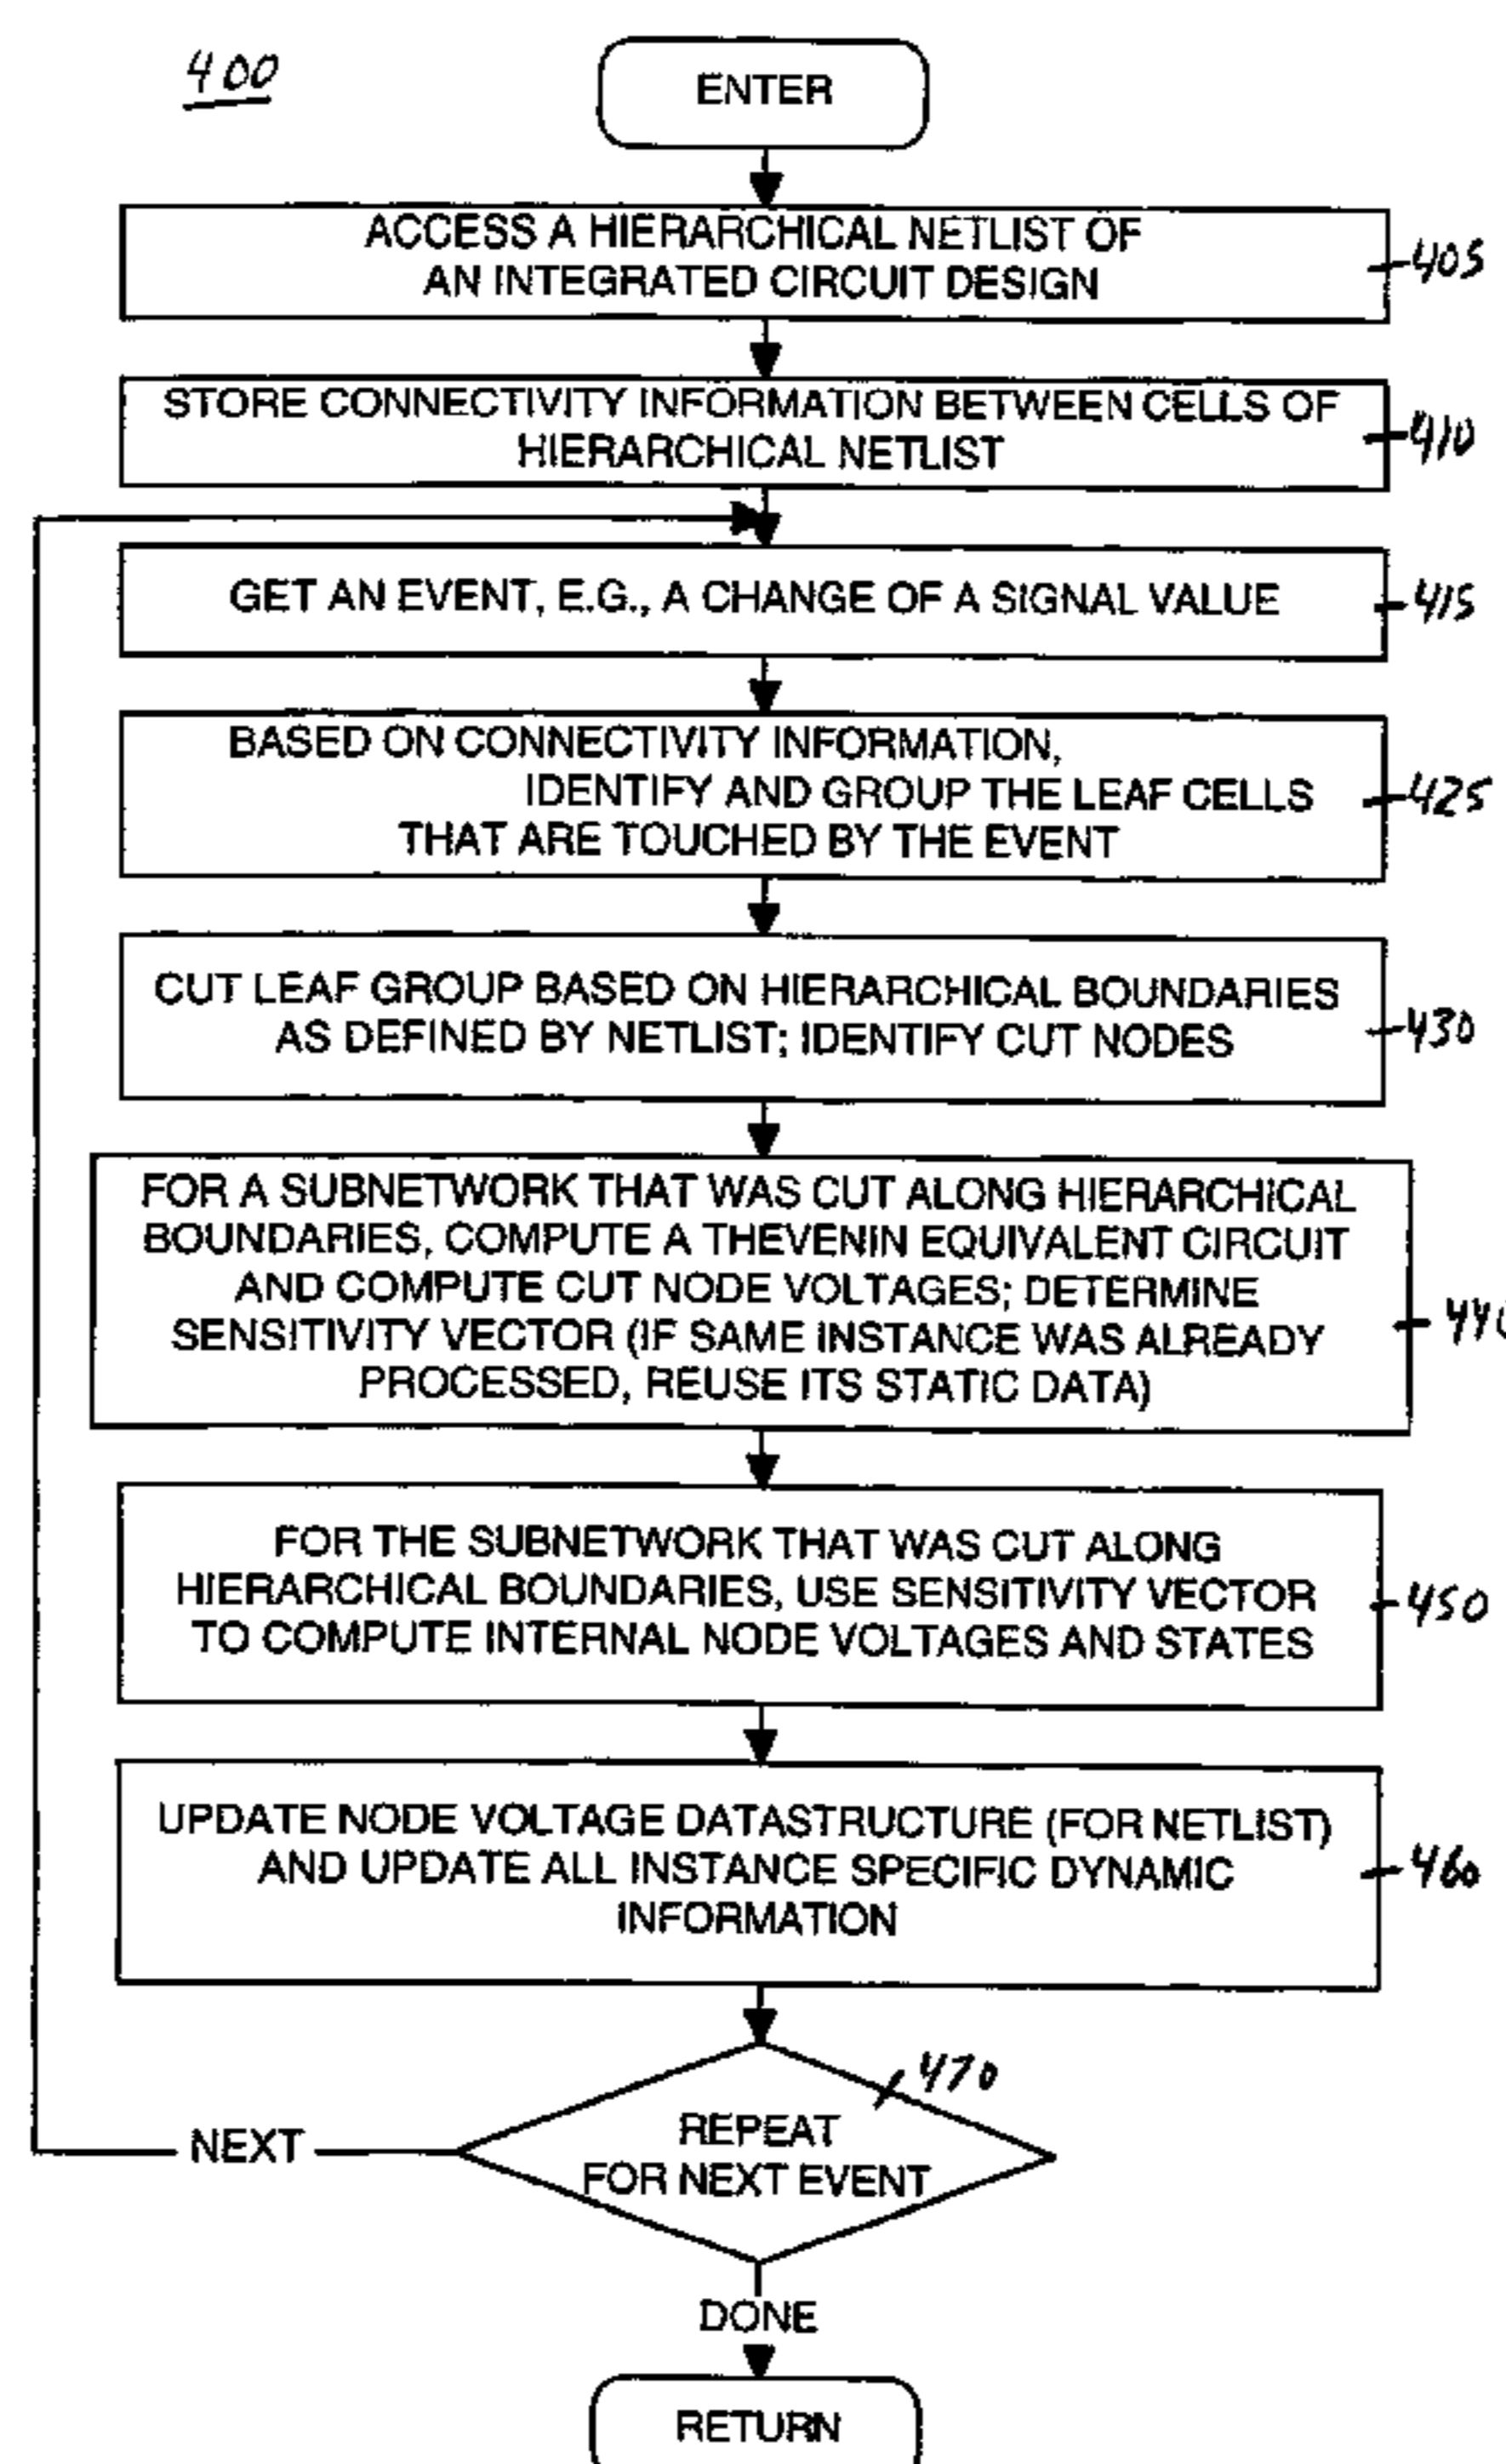 400
ENTER
ACCESS A HIERARCHICAL NETLIST OF
AN INTEGRATED CIRCUIT DESIGN
405
STORE CONNECTIVITY INFORMATION BETWEEN CELLS OF
HIERARCHICAL NETLIST
410
GET AN EVENT, E.G., A CHANGE OF A SIGNAL VALUE
415
BASED ON CONNECTIVITY INFORMATION,
IDENTIFY AND GROUP THE LEAF CELLS
THAT ARE TOUCHED BY THE EVENT
425
CUT LEAF GROUP BASED ON HIERARCHICAL BOUNDARIES
AS DEFINED BY NETLIST; IDENTIFY CUT NODES
430
FOR A SUBNETWORK THAT WAS CUT ALONG HIERARCHICAL
BOUNDARIES, COMPUTE A THEVENIN EQUIVALENT CIRCUIT
AND COMPUTE CUT NODE VOLTAGES; DETERMINE
SENSITIVITY VECTOR (IF SAME INSTANCE WAS ALREADY
PROCESSED, REUSE ITS STATIC DATA)
440
FOR THE SUBNETWORK THAT WAS CUT ALONG
HIERARCHICAL BOUNDARIES, USE SENSITIVITY VECTOR
TO COMPUTE INTERNAL NODE VOLTAGES AND STATES
450
UPDATE NODE VOLTAGE DATASTRUCTURE (FOR NETLIST)
AND UPDATE ALL INSTANCE SPECIFIC DYNAMIC
INFORMATION
460
470
REPEAT
FOR NEXT EVENT
NEXT
DONE
RETURN